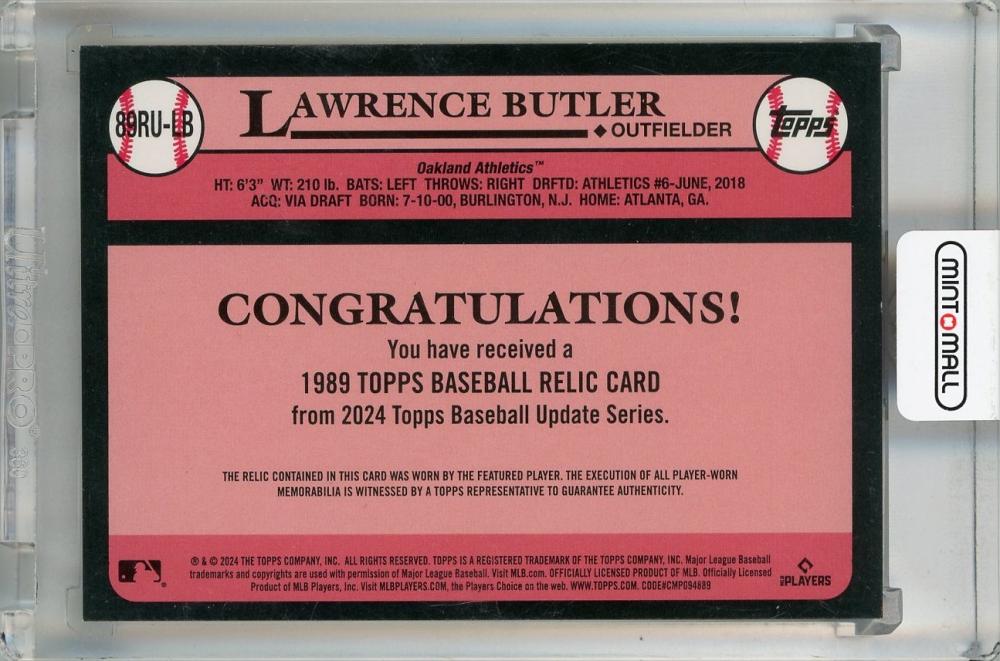 89RU-LB
LAWRENCE BUTLER
◆ OUTFIELDER
Topps
Oakland Athletics™
HT: 6'3" WT: 210 lb. BATS: LEFT THROWS: RIGHT DRFTD: ATHLETICS #6-JUNE, 2018
ACQ: VIA DRAFT BORN: 7-10-00, BURLINGTON, N.J. HOME: ATLANTA, GA.
CONGRATULATIONS!
You have received a
1989 TOPPS BASEBALL RELIC CARD
from 2024 Topps Baseball Update Series.
THE RELIC CONTAINED IN THIS CARD WAS WORN BY THE FEATURED PLAYER. THE EXECUTION OF ALL PLAYER-WORN
MEMORABILIA IS WITNESSED BY A TOPPS REPRESENTATIVE TO GUARANTEE AUTHENTICITY.
® & © 2024 THE TOPPS COMPANY, INC. ALL RIGHTS RESERVED. TOPPS IS A REGISTERED TRADEMARK OF THE TOPPS COMPANY, INC. Major League Baseball
trademarks and copyrights are used with permission of Major League Baseball. Visit MLB.com. OFFICIALLY LICENSED PRODUCT OF MLB. Officially Licensed
Product of MLB Players, Inc. Visit MLBPLAYERS.COM, the Players Choice on the web. WWW.TOPPS.COM. CODE#CMP094889
MLB PLAYERS
MINT MALL
UltraPRO®